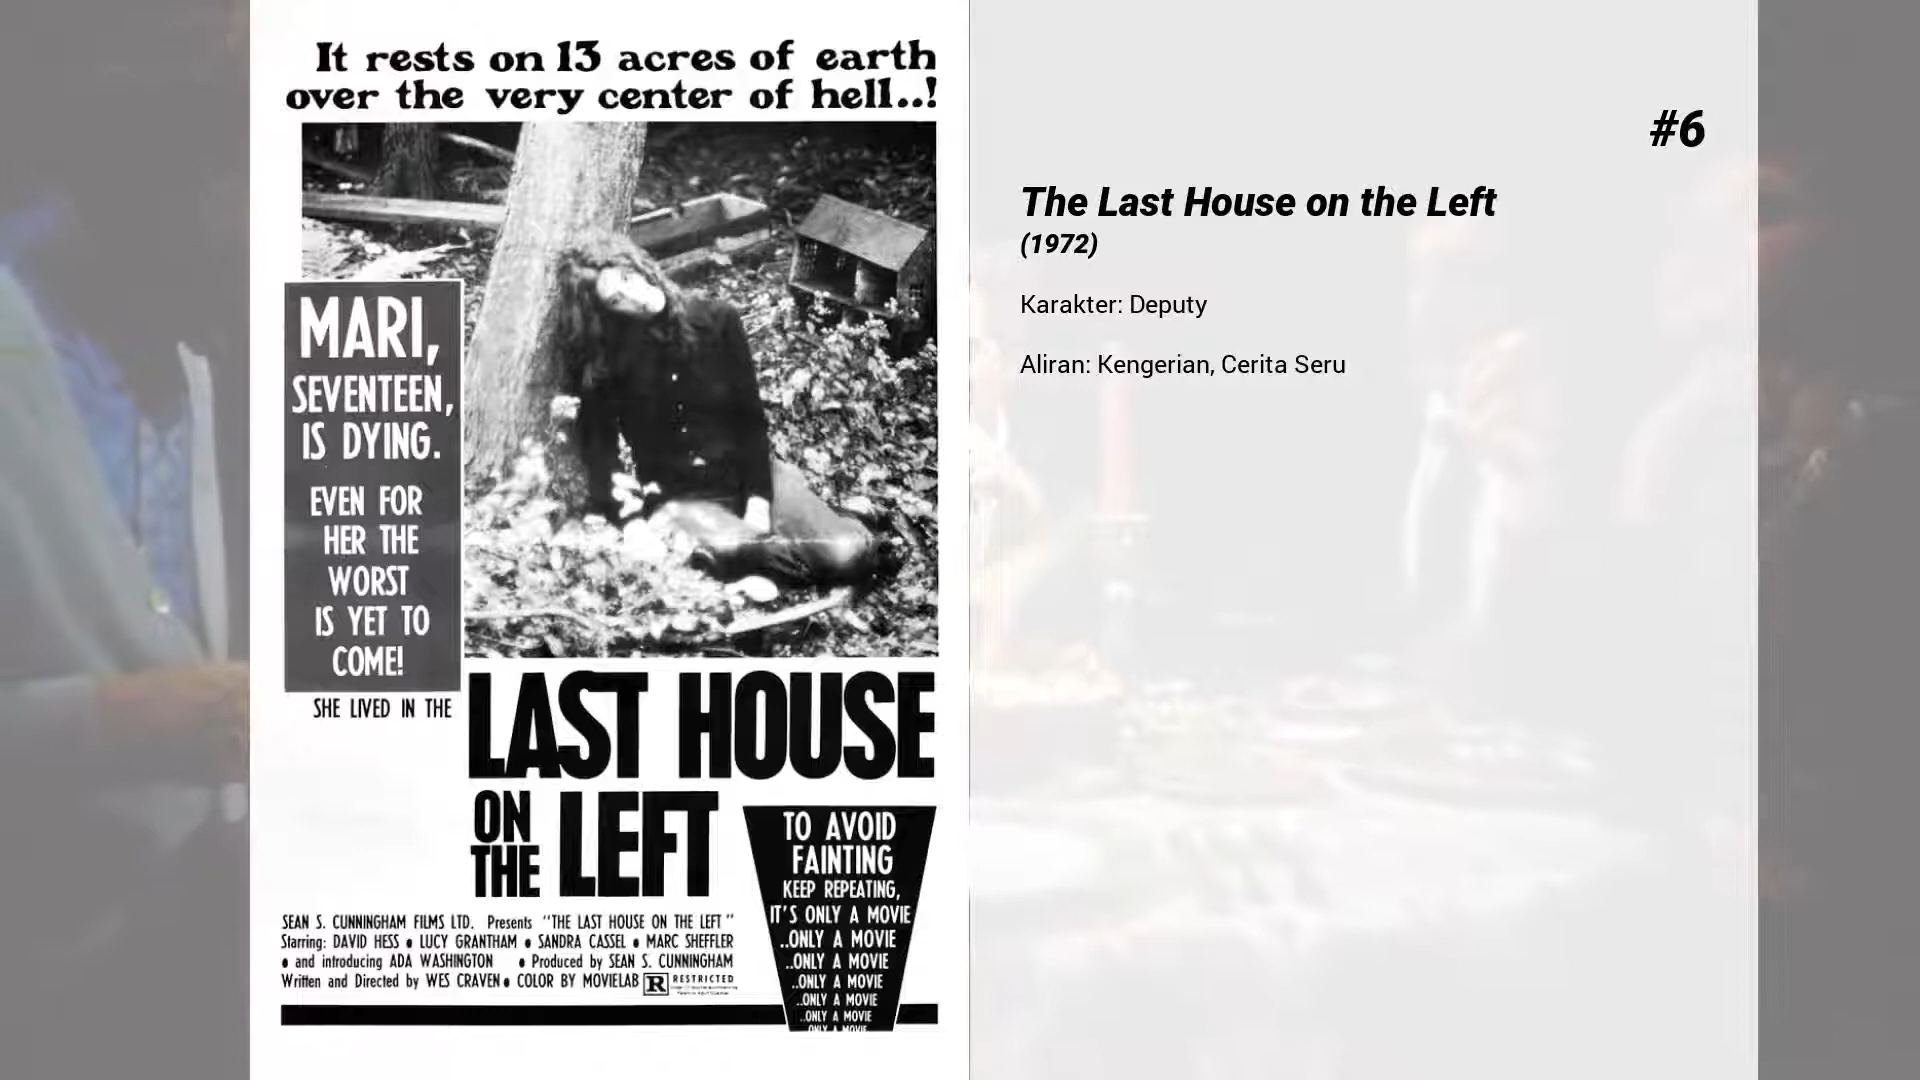 It rests on 13 acres of earth
over the very center of hell..!
MARI,
SEVENTEEN,
IS DYING.
EVEN FOR
HER THE
WORST
IS YET TO
COME!
SHE LIVED IN THE
LAST HOUSE
ON
THE
LEFT
TO AVOID
FAINTING
KEEP REPEATING,
IT'S ONLY A MOVIE
..ONLY A MOVIE
..ONLY A MOVIE
..ONLY A MOVIE
..ONLY A MOVIE
..ONLY A MOVIE
ONLY A MOVIE
SEAN S. CUNNINGHAM FILMS LTD. Presents "THE LAST HOUSE ON THE LEFT"
Starring: DAVID HESS • LUCY GRANTHAM • SANDRA CASSEL • MARC SHEFFLER
• and introducing ADA WASHINGTON • Produced by SEAN S. CUNNINGHAM
Written and Directed by WES CRAVEN • COLOR BY MOVIELAB R RESTRICTED
#6
The Last House on the Left
(1972)
Karakter: Deputy
Aliran: Kengerian, Cerita Seru